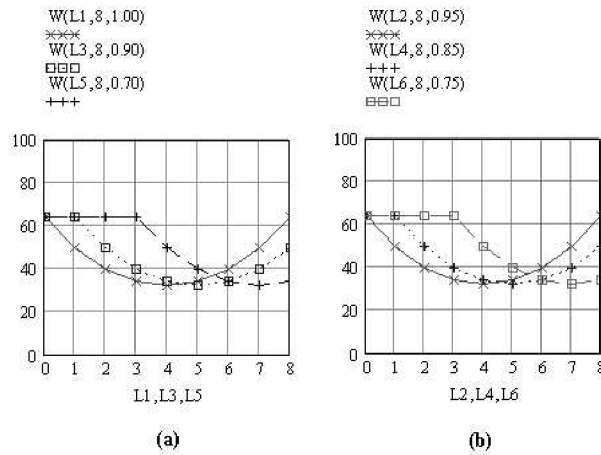 W(L1,8,1.00)
W(L3,8,0.90)
W(L5,8,0.70)
100
80
60
40
20
0
0 1 2 3 4 5 6 7 8
L1,L3,L5
(a)
W(L2,8,0.95)
W(L4,8,0.85)
W(L6,8,0.75)
100
80
60
40
20
0
0 1 2 3 4 5 6 7 8
L2,L4,L6
(b)